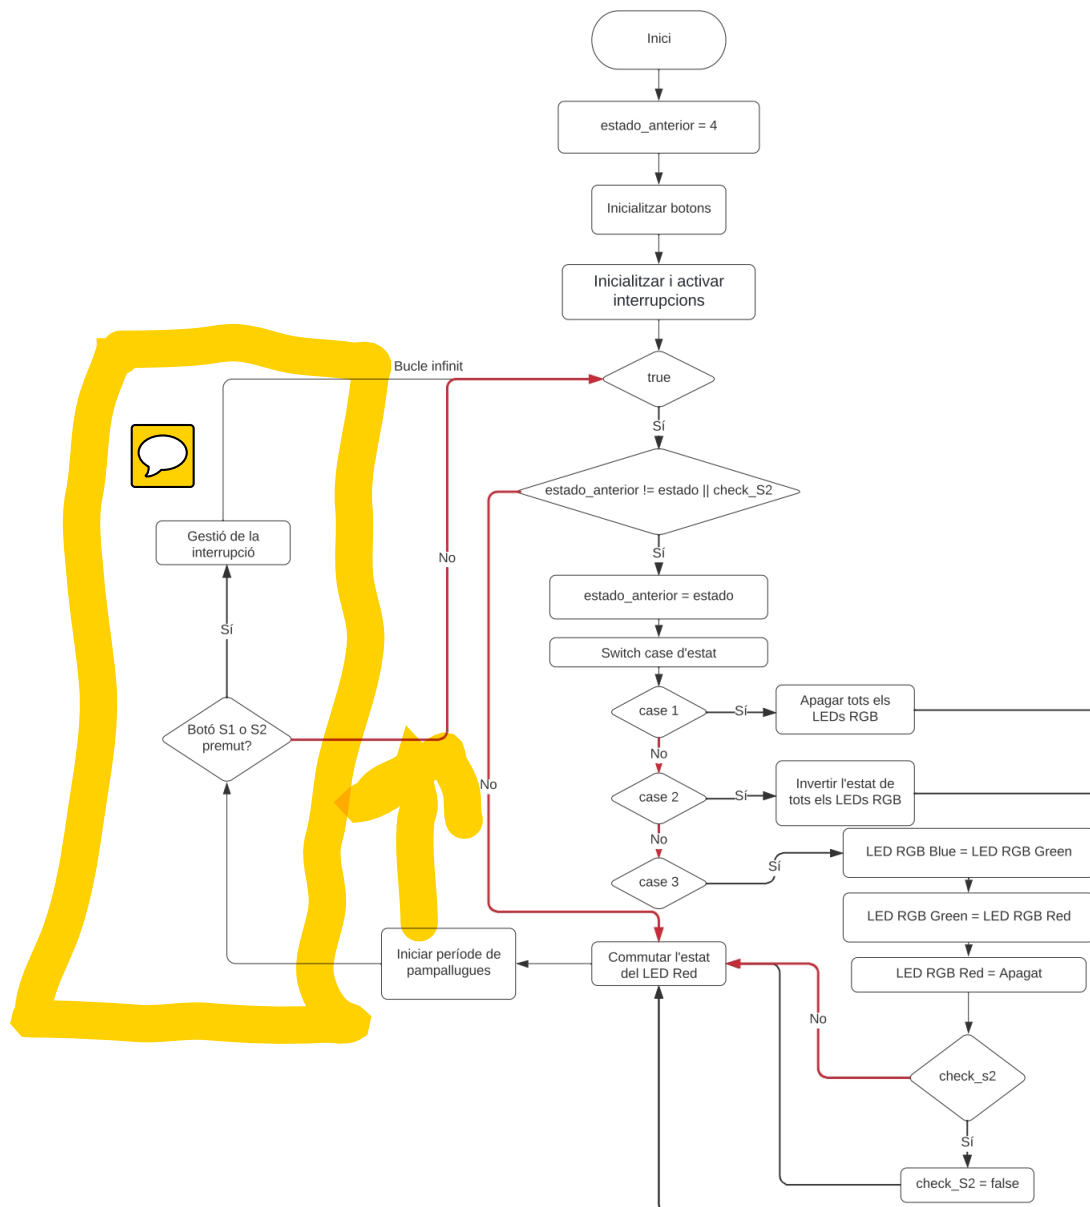 Inici
estado_anterior = 4
Inicialitzar botons
Inicialitzar i activar
interrupcions
Bucle infinit
true
Sí
estado_anterior != estado || check_S2
Gestió de la
interrupció
No
Sí
estado_anterior = estado
Sí
Switch case d'estat
case 1
Sí
Apagar tots els
LEDs RGB
Botó S1 o S2
premut?
No
No
case 2
Sí
Invertir l'estat de
tots els LEDs RGB
No
case 3
Sí
LED RGB Blue = LED RGB Green
LED RGB Green = LED RGB Red
Iniciar període de
pampallugues
Commutar l'estat
del LED Red
LED RGB Red = Apagat
No
check_s2
Sí
check_S2 = false